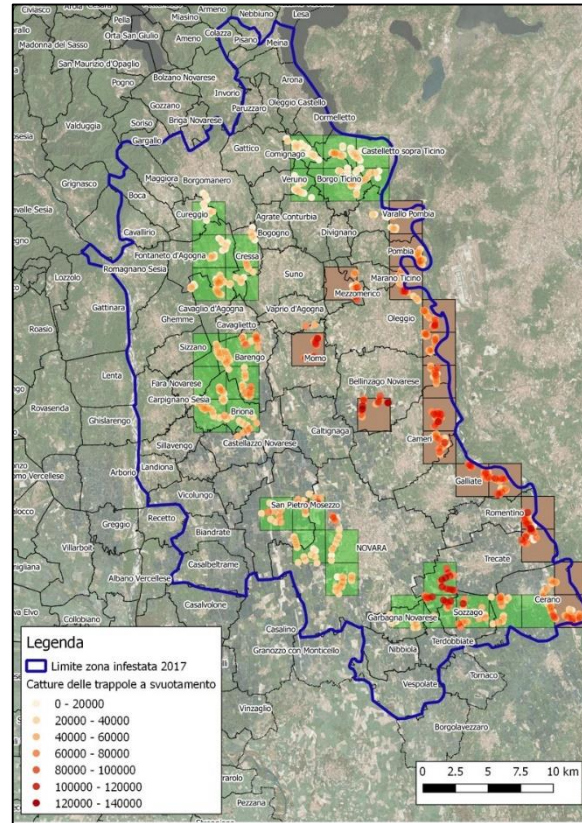 Civiasco
Pella
Armeno
Nebbiuno
Lesa
Miasino
Orta San Giulio
Colazza
Pisano
Meina
Madonna del Sasso
Ameno
San Maurizio d'Opaglio
Pogno
Bolzano Novarese
Invorio
Arona
Gozzano
Oleggio Castello
Paruzzaro
Valduggia
Soriso
Briga Novarese
Dormelletto
Gargallo
Gattico
Comignago
Castelletto sopra Ticino
Grignasco
Maggiora
Borgomanero
Veruno
Borgo Ticino
Boca
Cureggio
Agrate Conturbia
Varallo Pombia
Cavallirio
Bogogno
Divignano
Fontaneto d'Agogna
Cressa
Pombia
Romagnano Sesia
Suno
Marano Ticino
Lozzolo
Mezzomerico
Gattinara
Cavaglio d'Agogna
Vaprio d'Agogna
Oleggio
Ghemme
Cavaglietto
Roasio
Sizzano
Barengo
Momo
Lenta
Fara Novarese
Bellinzago Novarese
Rovasenda
Carpignano Sesia
Briona
Ghislarengo
Caltignaga
Cameri
Sillavengo
Castellazzo Novarese
Arborio
Landiona
Galliate
Vicolungo
San Pietro Mosezzo
Romentino
Greggio
Recetto
Biandrate
NOVARA
Villarboit
Trecate
Casalbeltrame
Albano Vercellese
Cerano
Collobiano
Casalvolone
Garbagna Novarese
Sozzago
Casalino
Nibbiola
Terdobbiate
Granozzo con Monticello
Tornaco
Vespolate
Vinzaglio
Borgolavezzaro
Pezzana
Legenda
Limite zona infestata 2017
Catture delle trappole a svuotamento
0 - 20000
20000 - 40000
40000 - 60000
60000 - 80000
80000 - 100000
100000 - 120000
120000 - 140000
0 2.5 5 7.5 10 km